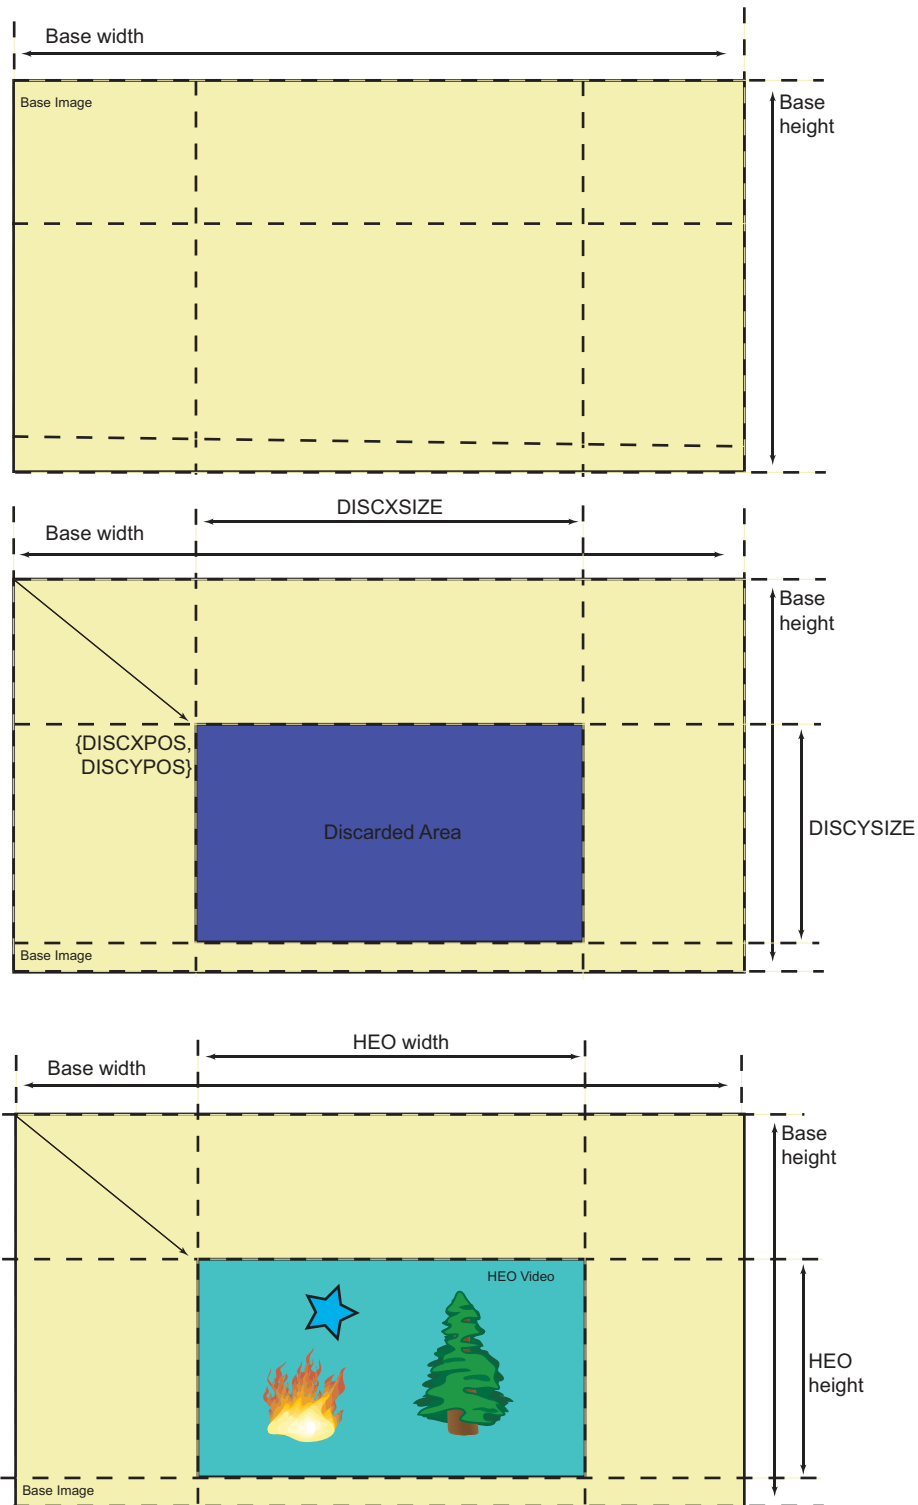 Base width
Base Image
Base
height
DISCXSIZE
Base width
Base
height
{DISCXPOS,
DISCYPOS}
Discarded Area
DISCYSIZE
Base Image
HEO width
Base width
Base
height
HEO Video
HEO
height
Base Image